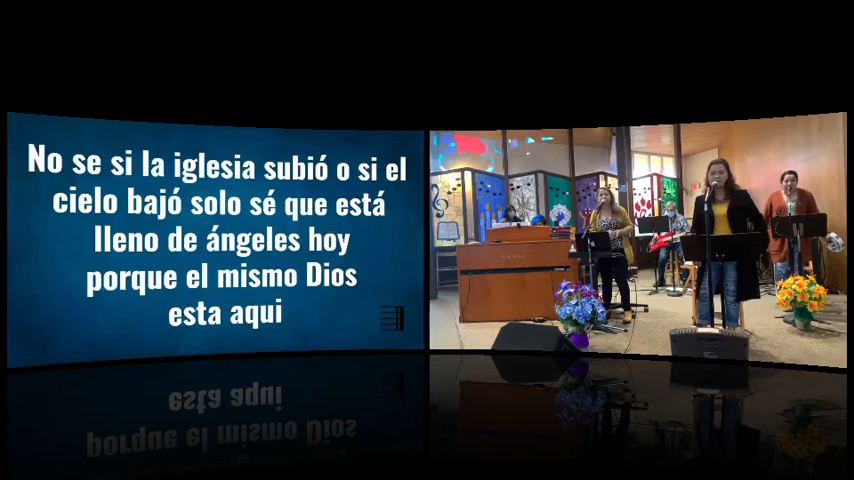 No se si la iglesia subió o si el
cielo bajó solo sé que está
lleno de ángeles hoy
porque el mismo Dios
esta aqui